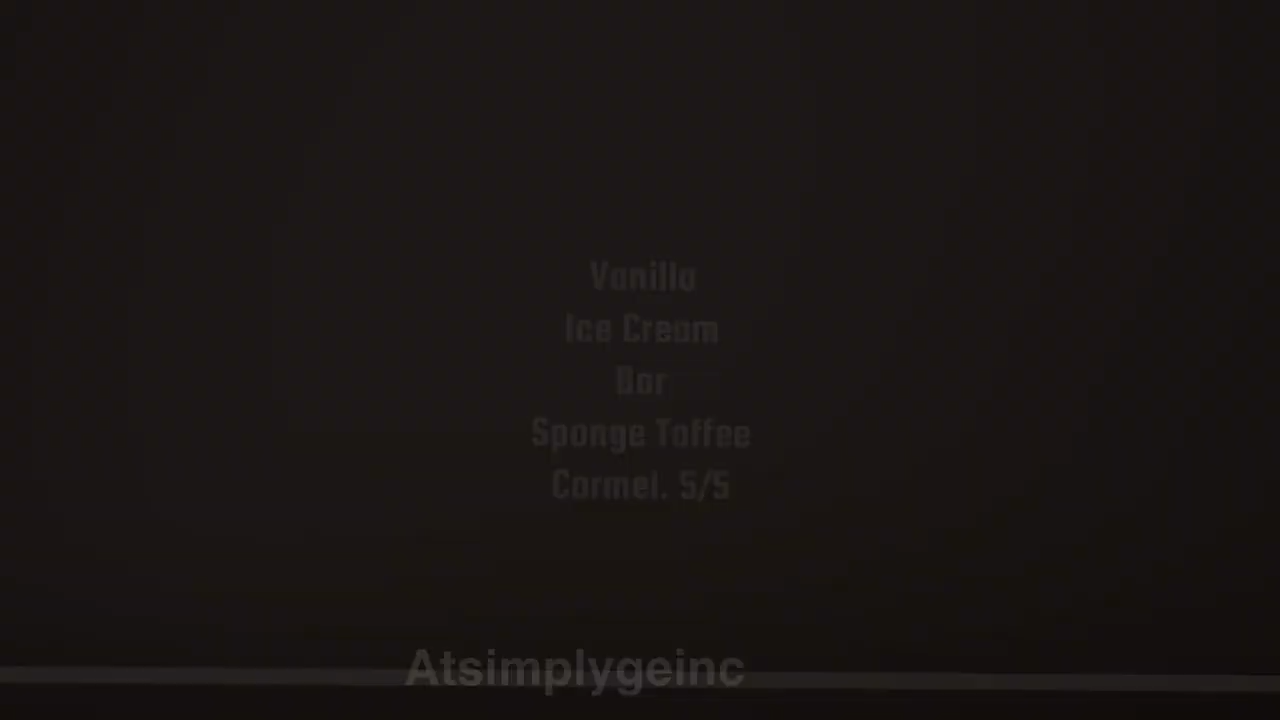 Vanilla
Ice Cream
Bar
Sponge Toffee
Carmel. 5/5
Atsimplygeinc